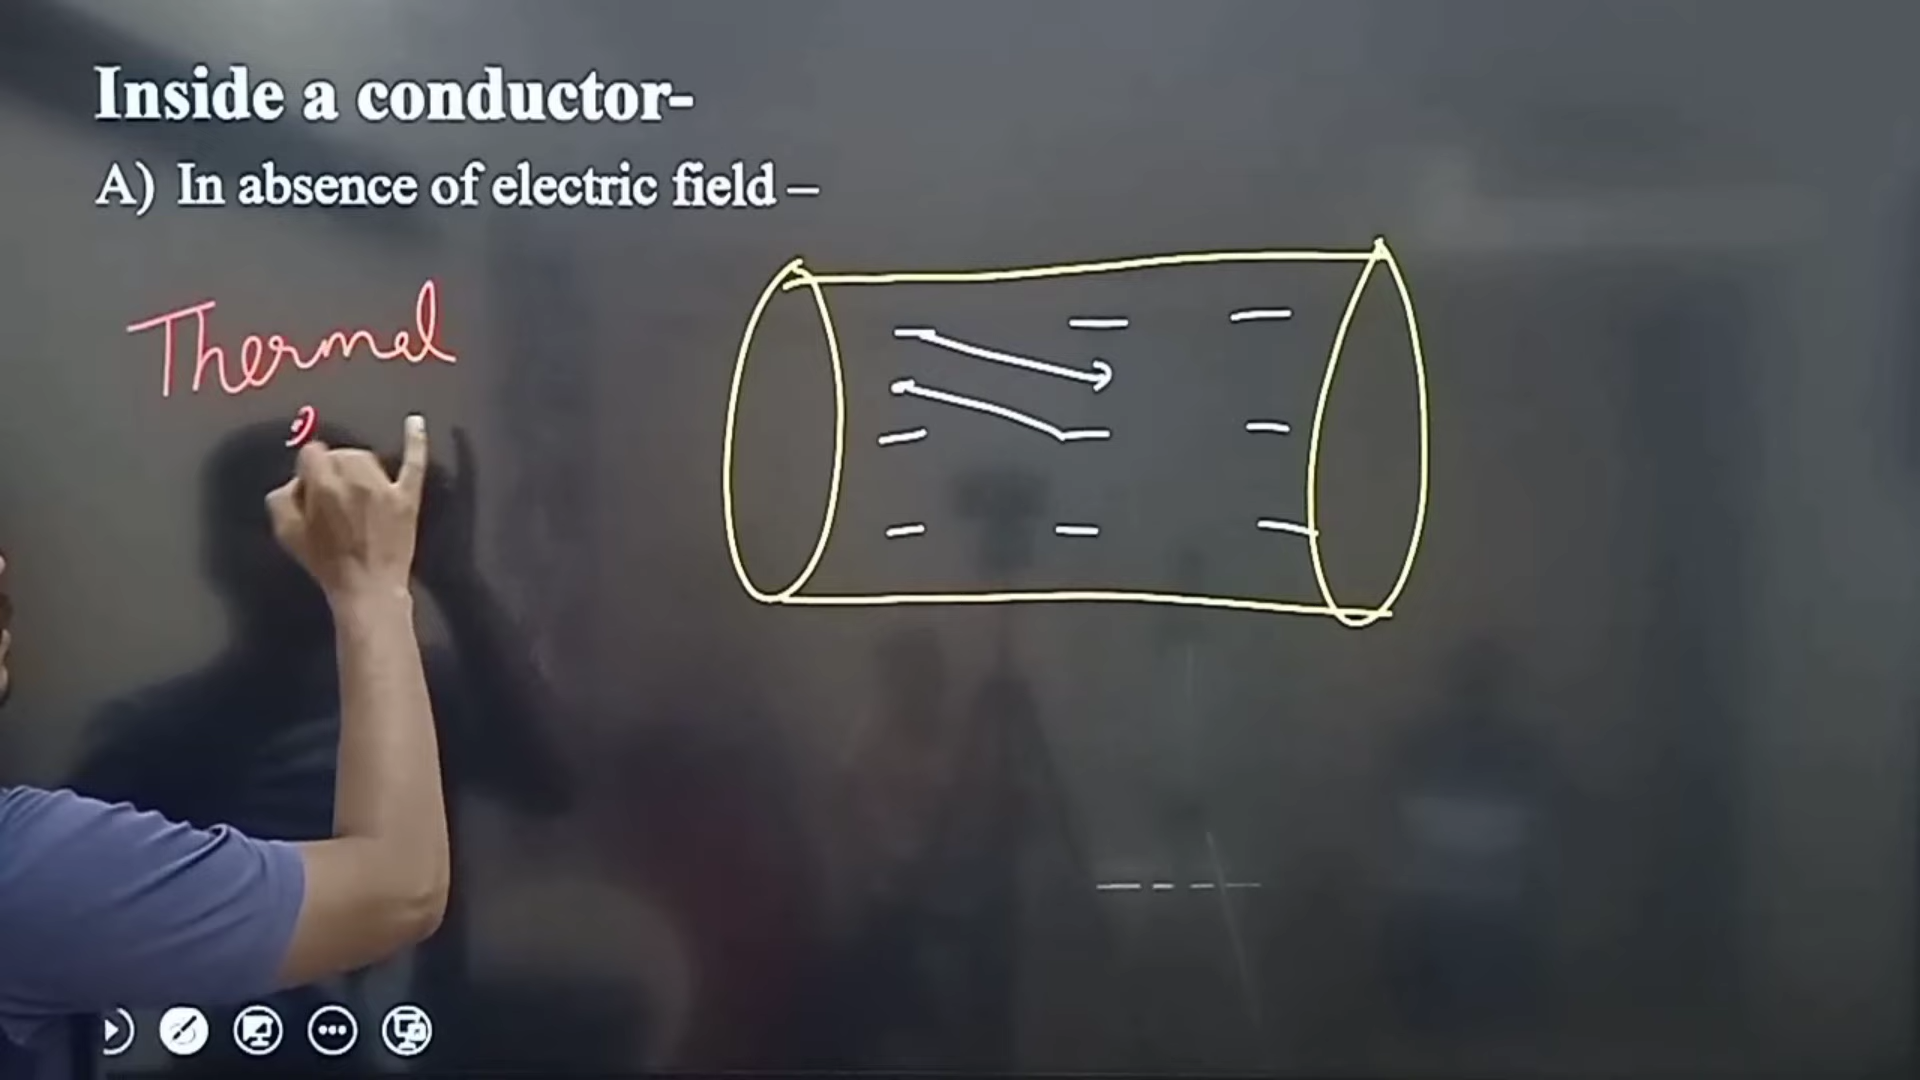 Inside a conductor-
A) In absence of electric field –
Thermal